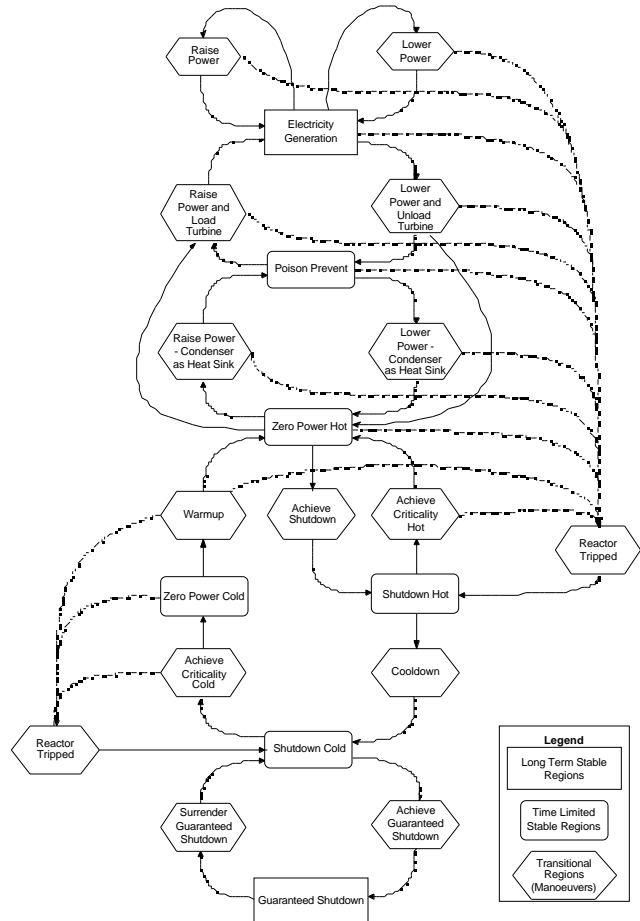 Raise
Power
Lower
Power
Electricity
Generation
Raise
Power and
Load
Turbine
Lower
Power and
Unload
Turbine
Poison Prevent
Raise Power
- Condenser
as Heat Sink
Lower
Power -
Condenser
as Heat Sink
Zero Power Hot
Warmup
Achieve
Shutdown
Achieve
Criticality
Hot
Reactor
Tripped
Zero Power Cold
Shutdown Hot
Achieve
Criticality
Cold
Cooldown
Reactor
Tripped
Shutdown Cold
Surrender
Guaranteed
Shutdown
Achieve
Guaranteed
Shutdown
Guaranteed Shutdown
Legend
Long Term Stable
Regions
Time Limited
Stable Regions
Transitional
Regions
(Manoeuvers)